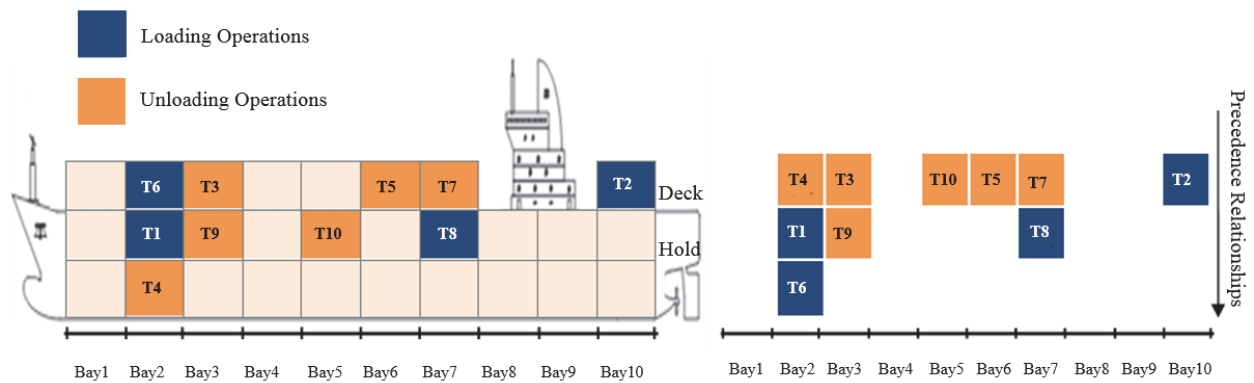 Loading Operations
Unloading Operations
T6 T3 T5 T7 T2 Deck
T1 T9 T10 T8 Hold
T4
Bay1 Bay2 Bay3 Bay4 Bay5 Bay6 Bay7 Bay8 Bay9 Bay10
T4 T3 T10 T5 T7 T2
T1 T9 T8
T6
Bay1 Bay2 Bay3 Bay4 Bay5 Bay6 Bay7 Bay8 Bay9 Bay10
Precedence Relationships